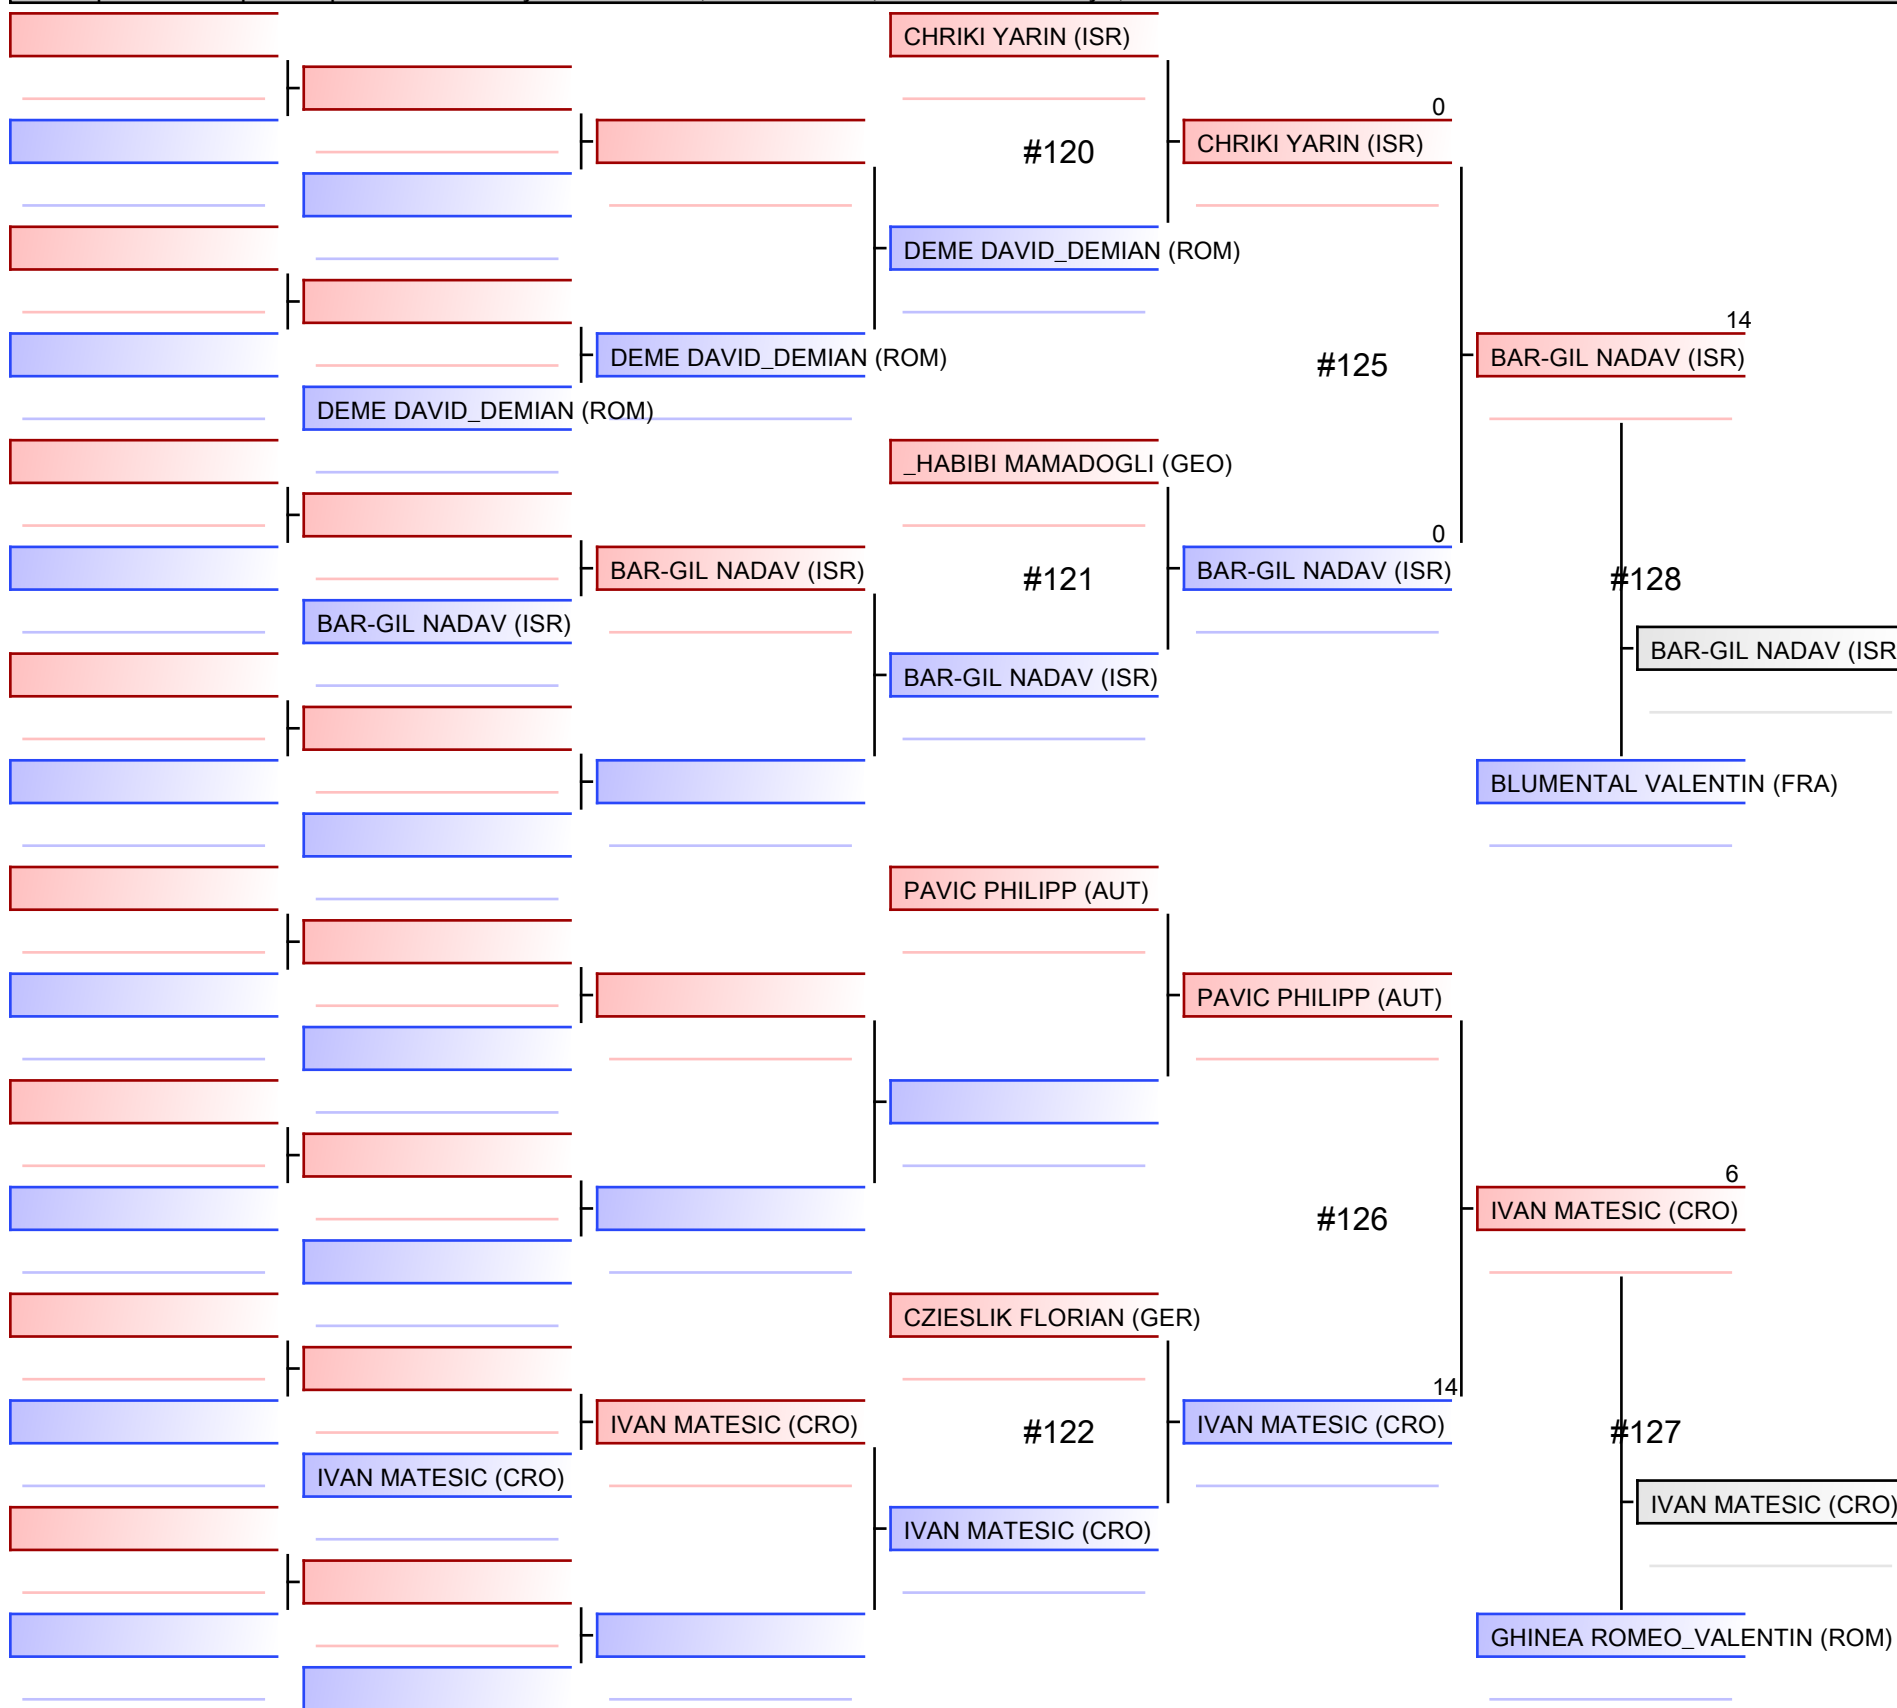 CHRIKI YARIN (ISR)
0
#120
CHRIKI YARIN (ISR)
DEME DAVID_DEMIAN (ROM)
14
DEME DAVID_DEMIAN (ROM)
#125
BAR-GIL NADAV (ISR)
DEME DAVID_DEMIAN (ROM)
_HABIBI MAMADOGLI (GEO)
0
BAR-GIL NADAV (ISR)
#121
BAR-GIL NADAV (ISR)
#128
BAR-GIL NADAV (ISR)
BAR-GIL NADAV (ISR
BAR-GIL NADAV (ISR)
BLUMENTAL VALENTIN (FRA)
PAVIC PHILIPP (AUT)
PAVIC PHILIPP (AUT)
6
#126
IVAN MATESIC (CRO)
CZIESLIK FLORIAN (GER)
14
IVAN MATESIC (CRO)
#122
IVAN MATESIC (CRO)
#127
IVAN MATESIC (CRO)
IVAN MATESIC (CRO)
IVAN MATESIC (CRO)
GHINEA ROMEO_VALENTIN (ROM)